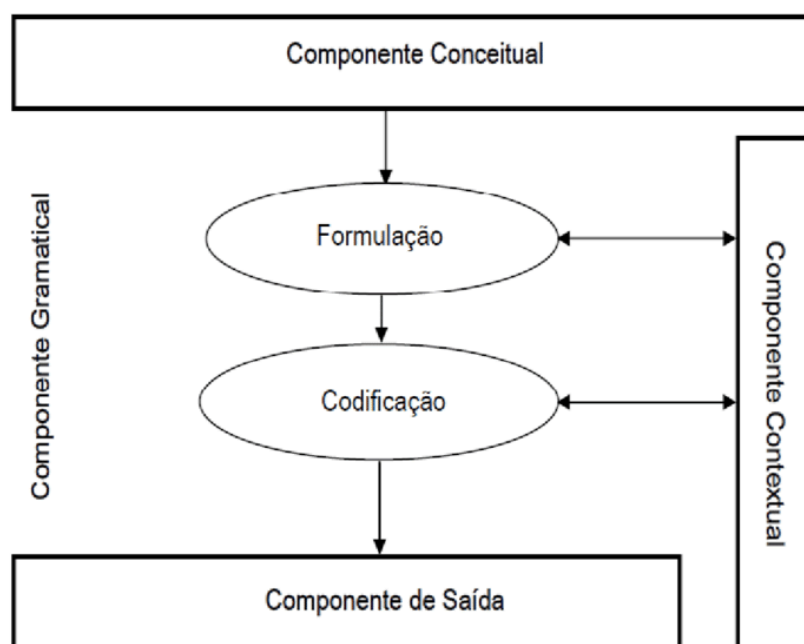 Componente Conceitual
Componente Gramatical
Formulação
Componente Contextual
Codificação
Componente de Saída